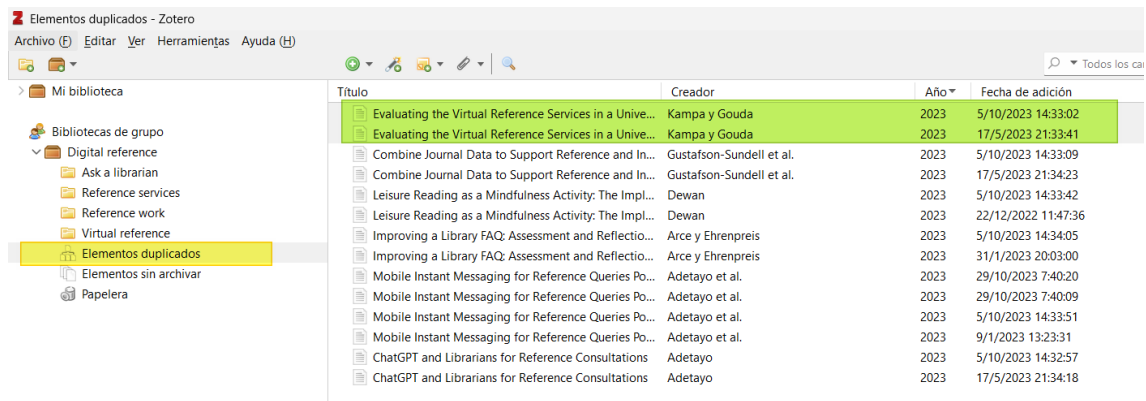 Elementos duplicados - Zotero
Archivo (F) Editar Ver Herramientas Ayuda (H)
Todos los car
Mi biblioteca
Bibliotecas de grupo
Digital reference
Ask a librarian
Reference services
Reference work
Virtual reference
Elementos duplicados
Elementos sin archivar
Papelera
Título Creador Año Fecha de adición
Evaluating the Virtual Reference Services in a Unive... Kampa y Gouda 2023 5/10/2023 14:33:02
Evaluating the Virtual Reference Services in a Unive... Kampa y Gouda 2023 17/5/2023 21:33:41
Combine Journal Data to Support Reference and In... Gustafson-Sundell et al. 2023 5/10/2023 14:33:09
Combine Journal Data to Support Reference and In... Gustafson-Sundell et al. 2023 17/5/2023 21:34:23
Leisure Reading as a Mindfulness Activity: The Impl... Dewan 2023 5/10/2023 14:33:42
Leisure Reading as a Mindfulness Activity: The Impl... Dewan 2023 22/12/2022 11:47:36
Improving a Library FAQ: Assessment and Reflectio... Arce y Ehrenpreis 2023 5/10/2023 14:34:05
Improving a Library FAQ: Assessment and Reflectio... Arce y Ehrenpreis 2023 31/1/2023 20:03:00
Mobile Instant Messaging for Reference Queries Po... Adetayo et al. 2023 29/10/2023 7:40:20
Mobile Instant Messaging for Reference Queries Po... Adetayo et al. 2023 29/10/2023 7:40:09
Mobile Instant Messaging for Reference Queries Po... Adetayo et al. 2023 5/10/2023 14:33:51
Mobile Instant Messaging for Reference Queries Po... Adetayo et al. 2023 9/1/2023 13:23:31
ChatGPT and Librarians for Reference Consultations Adetayo 2023 5/10/2023 14:32:57
ChatGPT and Librarians for Reference Consultations Adetayo 2023 17/5/2023 21:34:18